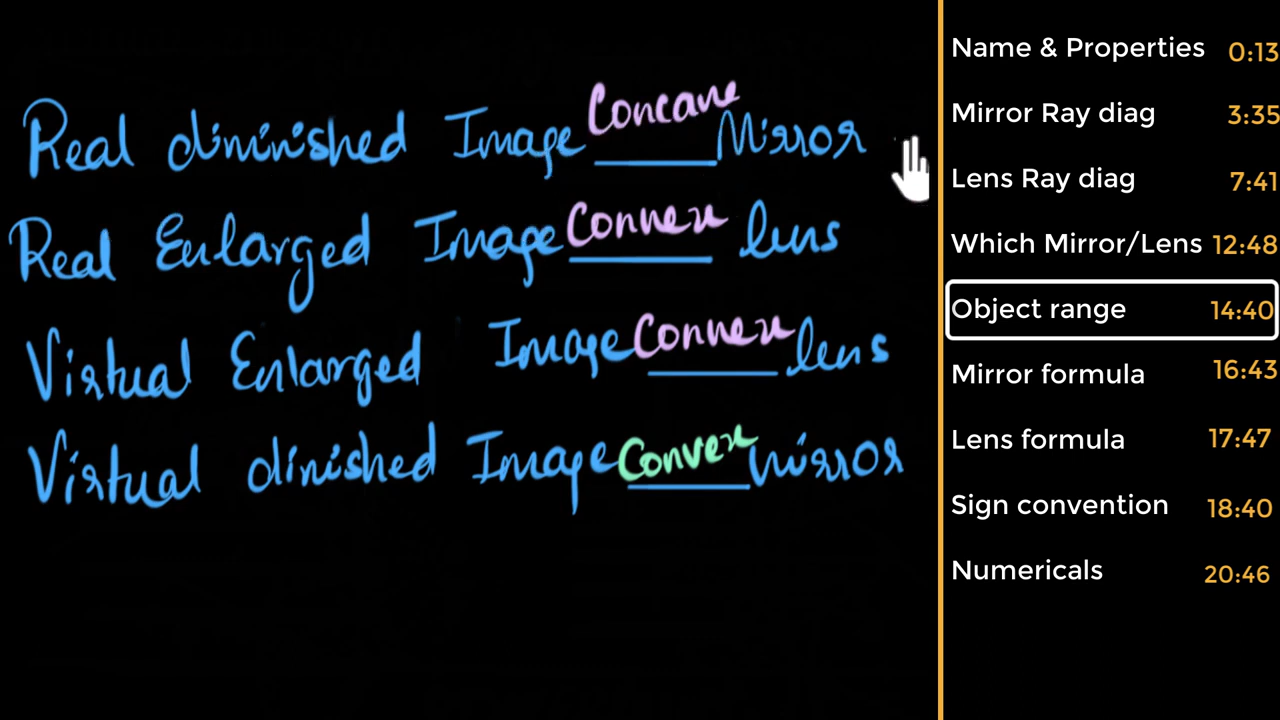 Real diminished Image Concave Mirror
Real Enlarged Image Convex lens
Virtual Enlarged Image Convex lens
Virtual diminished Image Convex mirror
Name & Properties 0:13
Mirror Ray diag 3:35
Lens Ray diag 7:41
Which Mirror/Lens 12:48
Object range 14:40
Mirror formula 16:43
Lens formula 17:47
Sign convention 18:40
Numericals 20:46